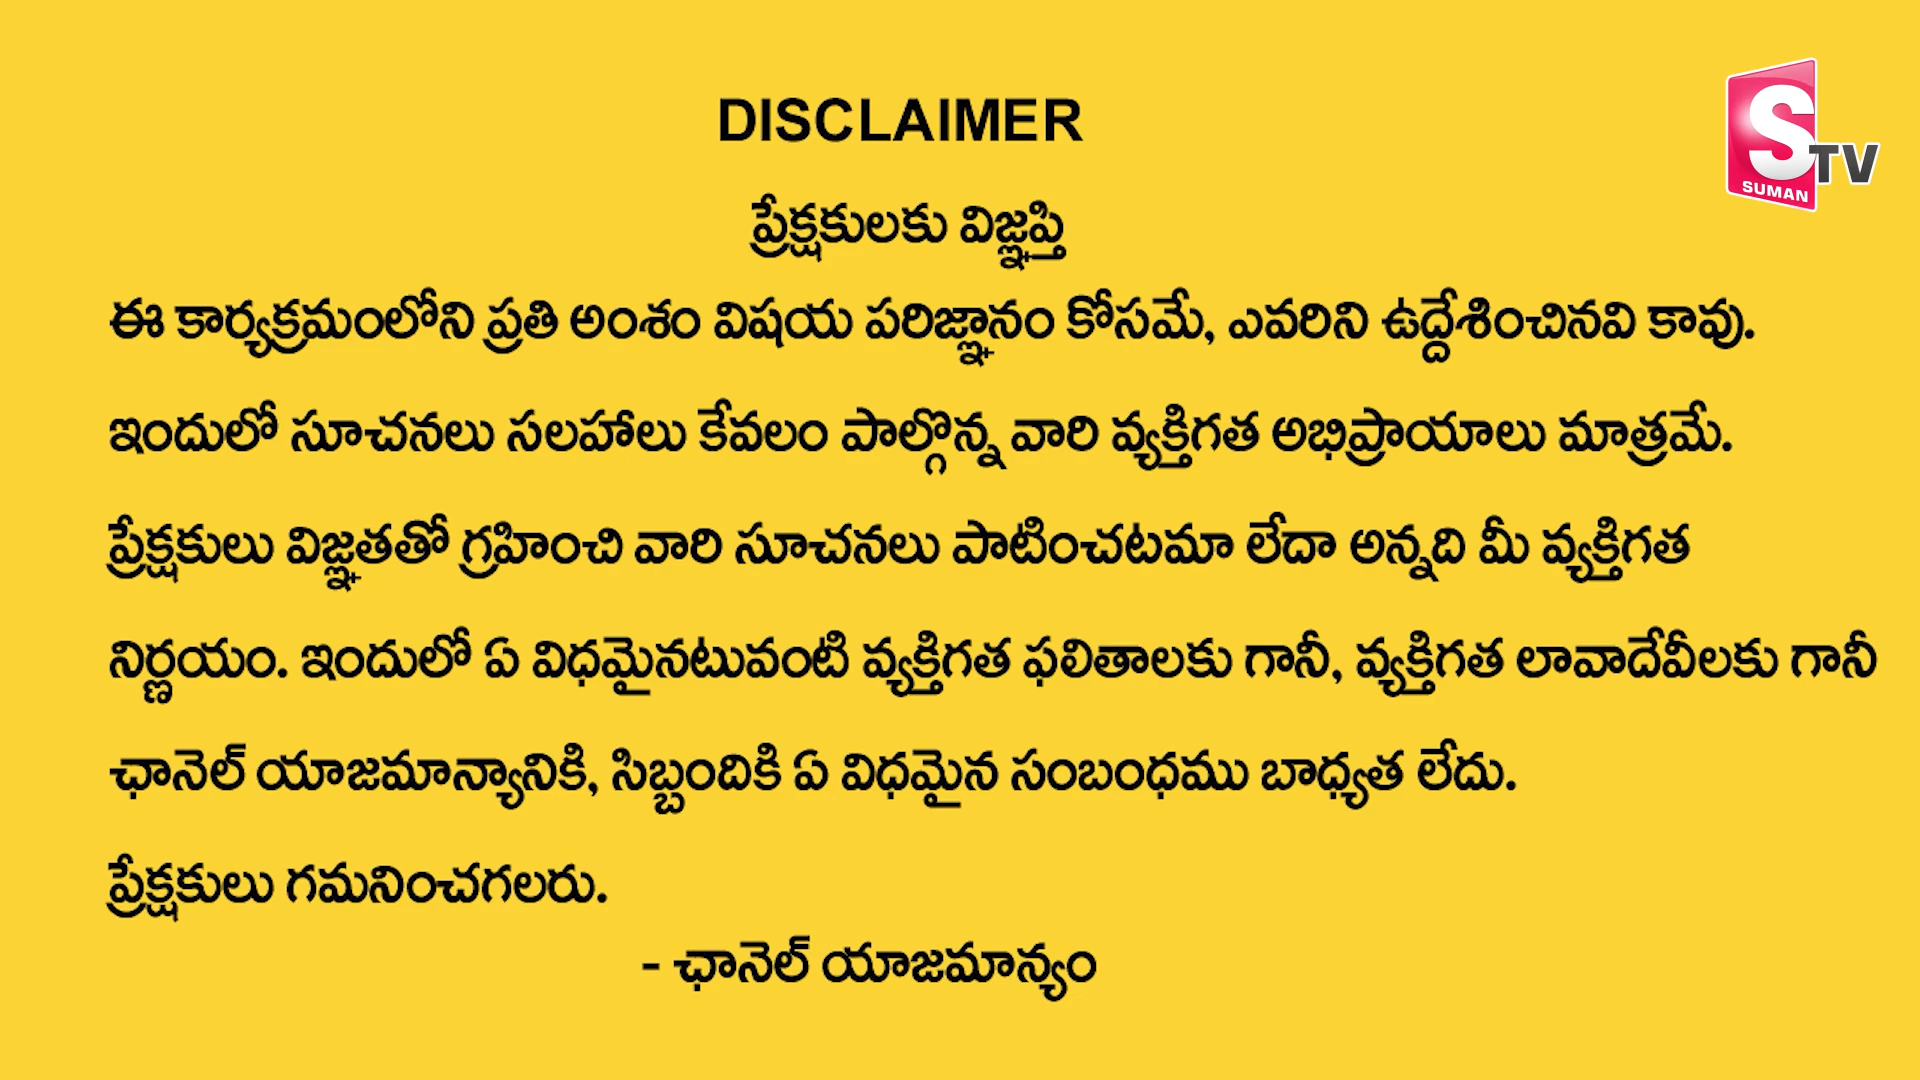 DISCLAIMER
S TV
SUMAN
ప్రేక్షకులకు విజ్ఞప్తి
ఈ కార్యక్రమంలోని ప్రతి అంశం విషయ పరిజ్ఞానం కోసమే, ఎవరిని ఉద్దేశించినవి కావు.
ఇందులో సూచనలు సలహాలు కేవలం పాల్గొన్న వారి వ్యక్తిగత అభిప్రాయాలు మాత్రమే.
ప్రేక్షకులు విజ్ఞతతో గ్రహించి వారి సూచనలు పాటించటమా లేదా అన్నది మీ వ్యక్తిగత
నిర్ణయం. ఇందులో ఏ విధమైనటువంటి వ్యక్తిగత ఫలితాలకు గానీ, వ్యక్తిగత లావాదేవీలకు గానీ
ఛానెల్ యాజమాన్యానికి, సిబ్బందికి ఏ విధమైన సంబంధము బాధ్యత లేదు.
ప్రేక్షకులు గమనించగలరు.
- ఛానెల్ యాజమాన్యం